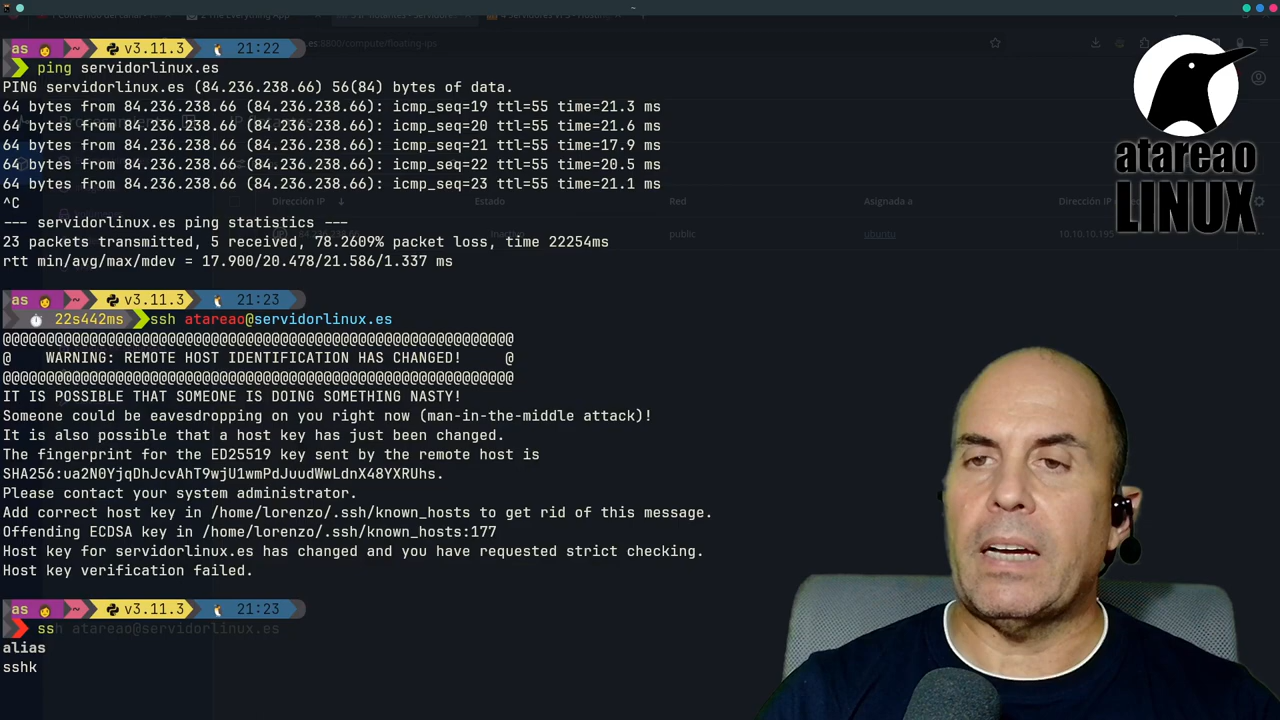 ~
.es:8800/compute/floating-ips
as ~ v3.11.3 21:22
ping servidorlinux.es
PING servidorlinux.es (84.236.238.66) 56(84) bytes of data.
64 bytes from 84.236.238.66 (84.236.238.66): icmp_seq=19 ttl=55 time=21.3 ms
64 bytes from 84.236.238.66 (84.236.238.66): icmp_seq=20 ttl=55 time=21.6 ms
64 bytes from 84.236.238.66 (84.236.238.66): icmp_seq=21 ttl=55 time=17.9 ms
64 bytes from 84.236.238.66 (84.236.238.66): icmp_seq=22 ttl=55 time=20.5 ms
64 bytes from 84.236.238.66 (84.236.238.66): icmp_seq=23 ttl=55 time=21.1 ms
^C
Dirección IP Estado Red Asignada a Dirección IP
--- servidorlinux.es ping statistics ---
public ubuntu 10.10.10.195
23 packets transmitted, 5 received, 78.2609% packet loss, time 22254ms
rtt min/avg/max/mdev = 17.900/20.478/21.586/1.337 ms
as ~ v3.11.3 21:23
22s442ms ssh atareao@servidorlinux.es
@@@@@@@@@@@@@@@@@@@@@@@@@@@@@@@@@@@@@@@@@@@@@@@@@@@@@@@@@@@
@    WARNING: REMOTE HOST IDENTIFICATION HAS CHANGED!     @
@@@@@@@@@@@@@@@@@@@@@@@@@@@@@@@@@@@@@@@@@@@@@@@@@@@@@@@@@@@
IT IS POSSIBLE THAT SOMEONE IS DOING SOMETHING NASTY!
Someone could be eavesdropping on you right now (man-in-the-middle attack)!
It is also possible that a host key has just been changed.
The fingerprint for the ED25519 key sent by the remote host is
SHA256:ua2N0YjqDhJcvAhT9wjU1wmPdJuudWwLdnX48YXRUhs.
Please contact your system administrator.
Add correct host key in /home/lorenzo/.ssh/known_hosts to get rid of this message.
Offending ECDSA key in /home/lorenzo/.ssh/known_hosts:177
Host key for servidorlinux.es has changed and you have requested strict checking.
Host key verification failed.
as ~ v3.11.3 21:23
ssh atareao@servidorlinux.es
alias
sshk
atareao
LINUX